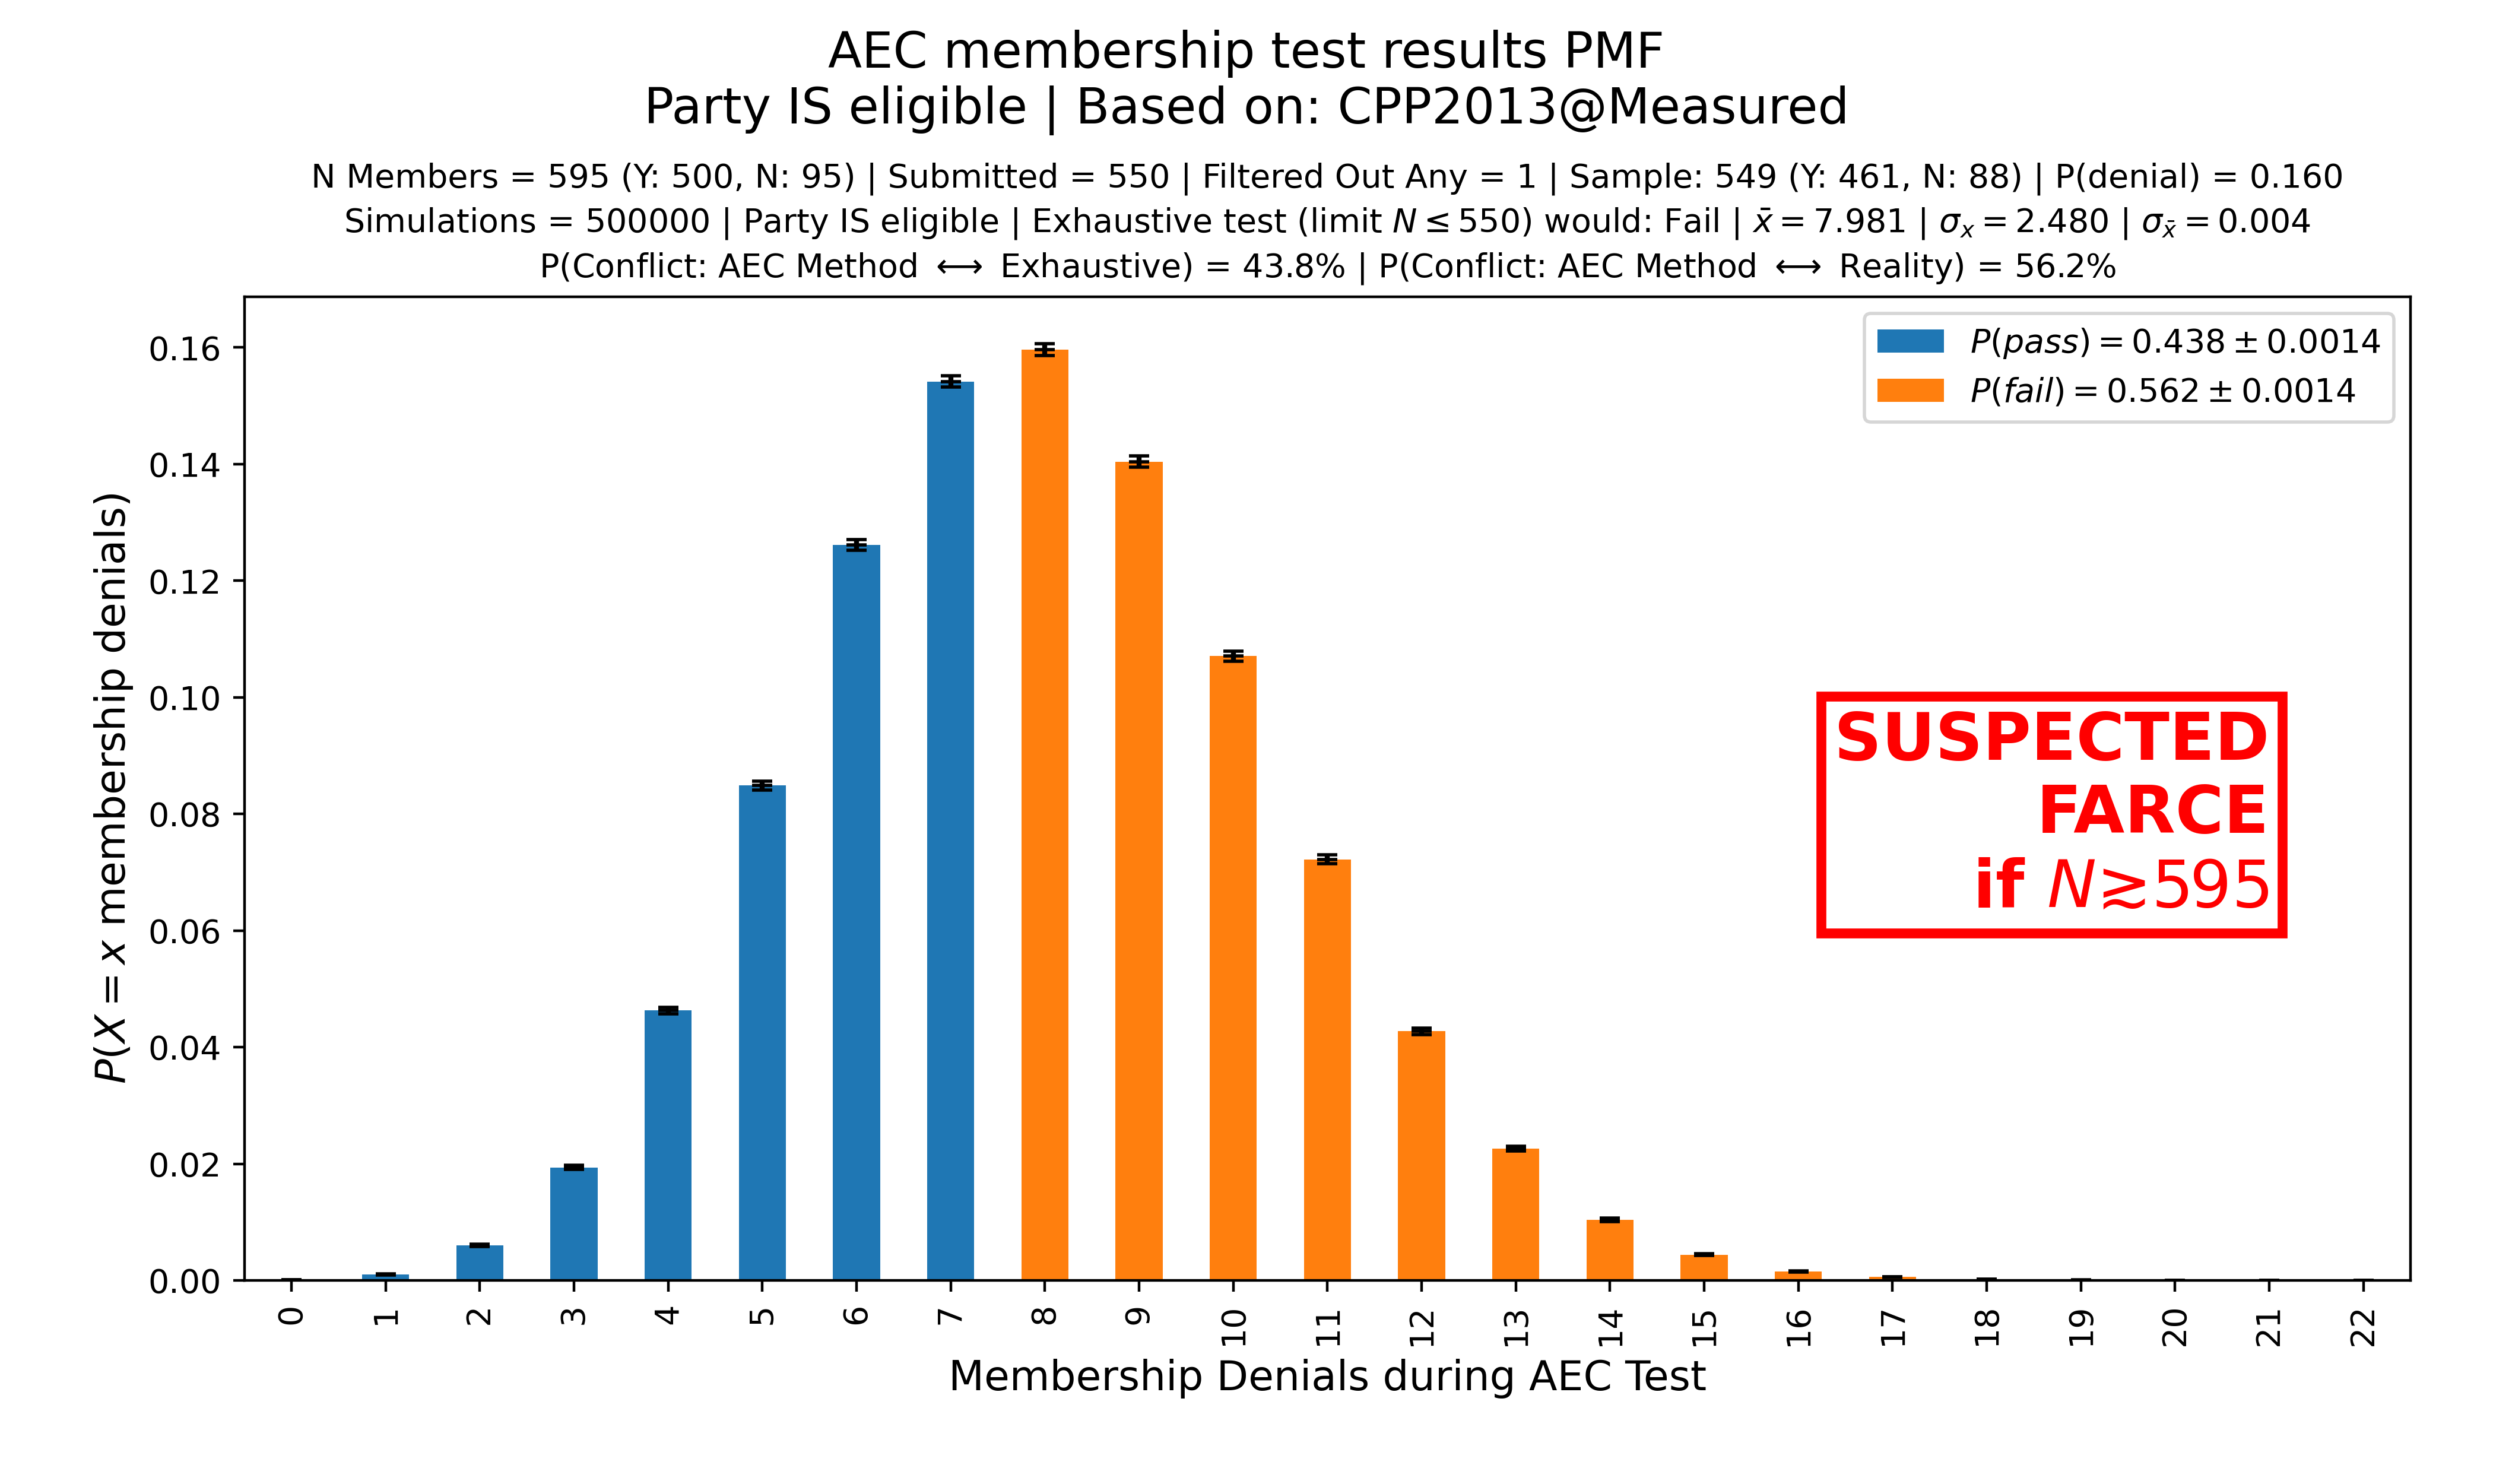 AEC membership test results PMF
Party IS eligible | Based on: CPP2013@Measured
N Members = 595 (Y: 500, N: 95) | Submitted = 550 | Filtered Out Any = 1 | Sample: 549 (Y: 461, N: 88) | P(denial) = 0.160
Simulations = 500000 | Party IS eligible | Exhaustive test (limit N ≤ 550) would: Fail | x̄ = 7.981 | σₓ = 2.480 | σ_x̄ = 0.004
P(Conflict: AEC Method ⟷ Exhaustive) = 43.8% | P(Conflict: AEC Method ⟷ Reality) = 56.2%
P(pass) = 0.438 ± 0.0014
P(fail) = 0.562 ± 0.0014
SUSPECTED
FARCE
if N ⪆ 595
P(X = x membership denials)
0.16
0.14
0.12
0.10
0.08
0.06
0.04
0.02
0.00
0 1 2 3 4 5 6 7 8 9 10 11 12 13 14 15 16 17 18 19 20 21 22
Membership Denials during AEC Test